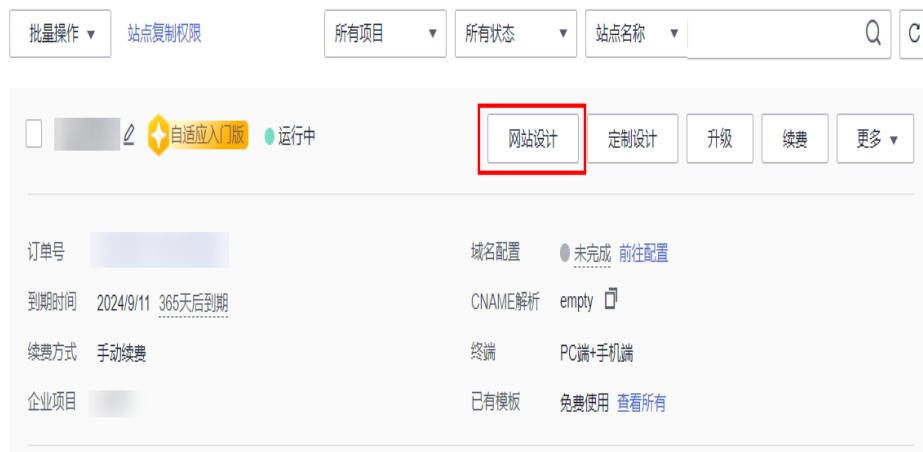 批量操作 站点复制权限 所有项目 所有状态 站点名称
自适应入门版 运行中 网站设计 定制设计 升级 续费 更多
订单号 域名配置 未完成 前往配置
到期时间 2024/9/11 365天后到期 CNAME解析 empty
续费方式 手动续费 终端 PC端+手机端
企业项目 已有模板 免费使用 查看所有